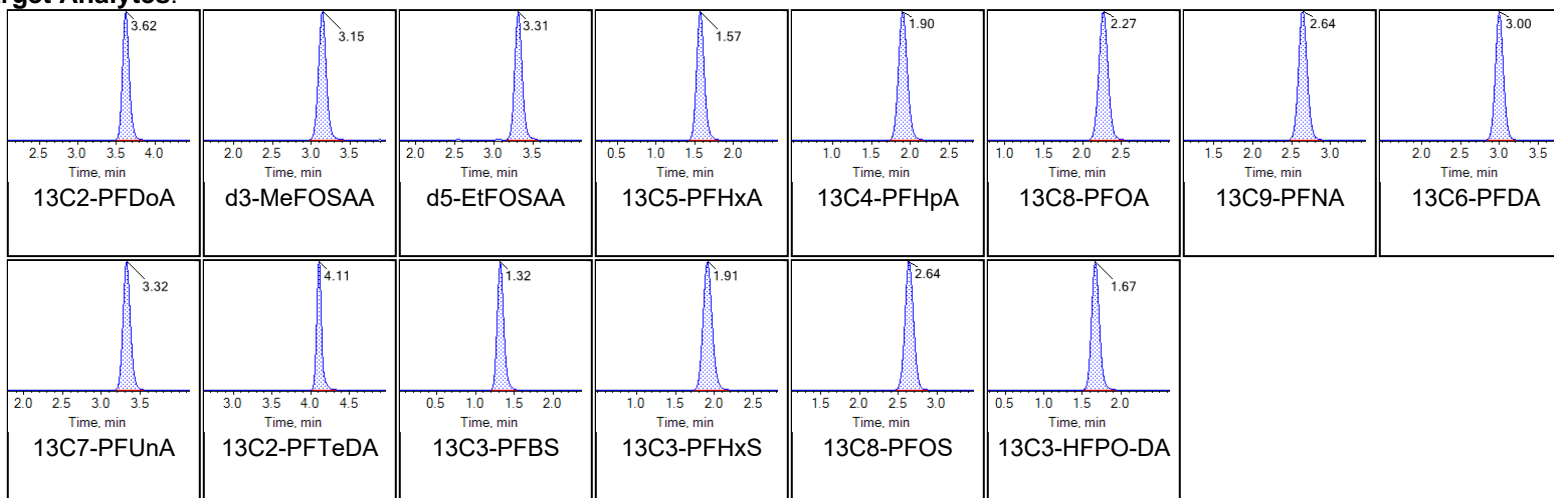 rget Analytes:
3.62 3.15 3.31 1.57 1.90 2.27 2.64 3.00
2.5 3.0 3.5 4.0 2.0 2.5 3.0 3.5 2.0 2.5 3.0 3.5 0.5 1.0 1.5 2.0 1.0 1.5 2.0 2.5 1.0 1.5 2.0 2.5 1.5 2.0 2.5 3.0 2.0 2.5 3.0 3.5
Time, min Time, min Time, min Time, min Time, min Time, min Time, min Time, min
13C2-PFDoA d3-MeFOSAA d5-EtFOSAA 13C5-PFHxA 13C4-PFHpA 13C8-PFOA 13C9-PFNA 13C6-PFDA
3.32 4.11 1.32 1.91 2.64 1.67
2.0 2.5 3.0 3.5 3.0 3.5 4.0 4.5 0.5 1.0 1.5 2.0 1.0 1.5 2.0 2.5 1.5 2.0 2.5 3.0 0.5 1.0 1.5 2.0
Time, min Time, min Time, min Time, min Time, min Time, min
13C7-PFUnA 13C2-PFTeDA 13C3-PFBS 13C3-PFHxS 13C8-PFOS 13C3-HFPO-DA